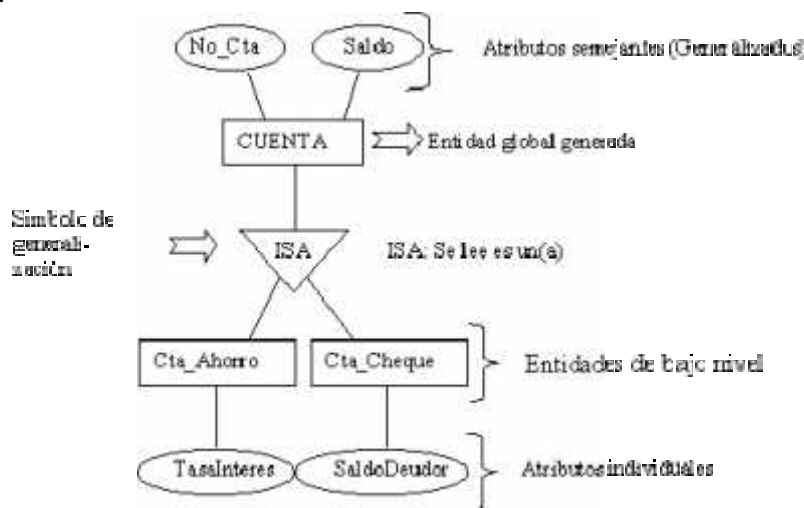 No_Cta
Saldo
Atributos semejantes (Generalizados)
CUENTA
Entidad global generada
Simbolo de
generali-
zación
ISA
ISA: Se lee es un(a)
Cta_Ahorro
Cta_Cheque
Entidades de bajo nivel
TasaInteres
SaldoDeudor
Atributos individuales